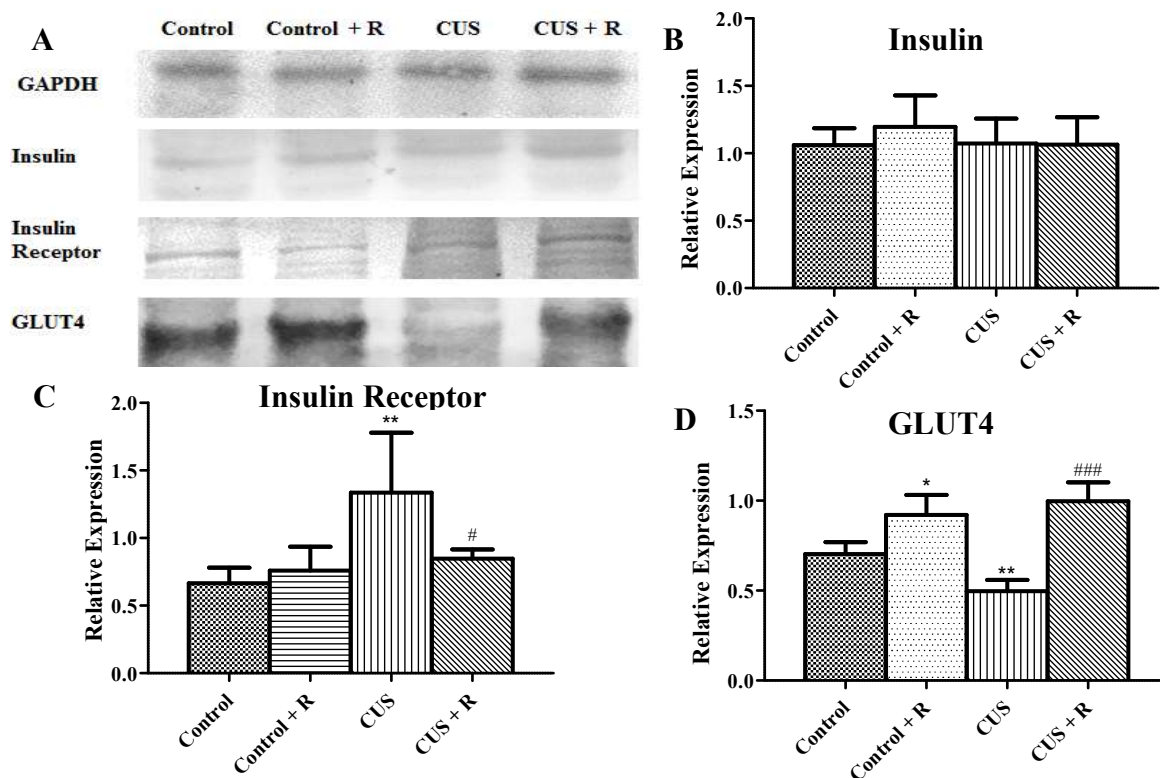 A
Control Control + R CUS CUS + R
GAPDH
Insulin
Insulin
Receptor
GLUT4
B
Insulin
Relative Expression
2.0
1.5
1.0
0.5
0.0
Control
Control + R
CUS
CUS + R
C
Insulin Receptor
Relative Expression
2.0
1.5
1.0
0.5
0.0
**
#
Control
Control + R
CUS
CUS + R
D
GLUT4
Relative Expression
1.5
1.0
0.5
0.0
*
**
###
Control
Control + R
CUS
CUS + R